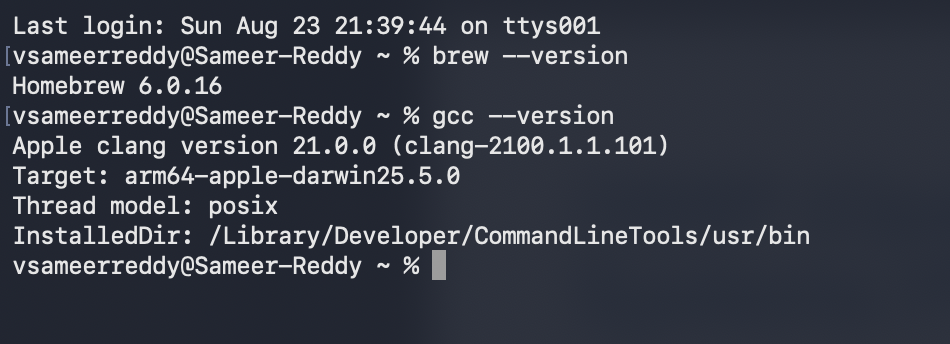 Last login: Sun Aug 23 21:39:44 on ttys001
[vsameerreddy@Sameer-Reddy ~ % brew --version
Homebrew 6.0.16
[vsameerreddy@Sameer-Reddy ~ % gcc --version
Apple clang version 21.0.0 (clang-2100.1.1.101)
Target: arm64-apple-darwin25.5.0
Thread model: posix
InstalledDir: /Library/Developer/CommandLineTools/usr/bin
vsameerreddy@Sameer-Reddy ~ %